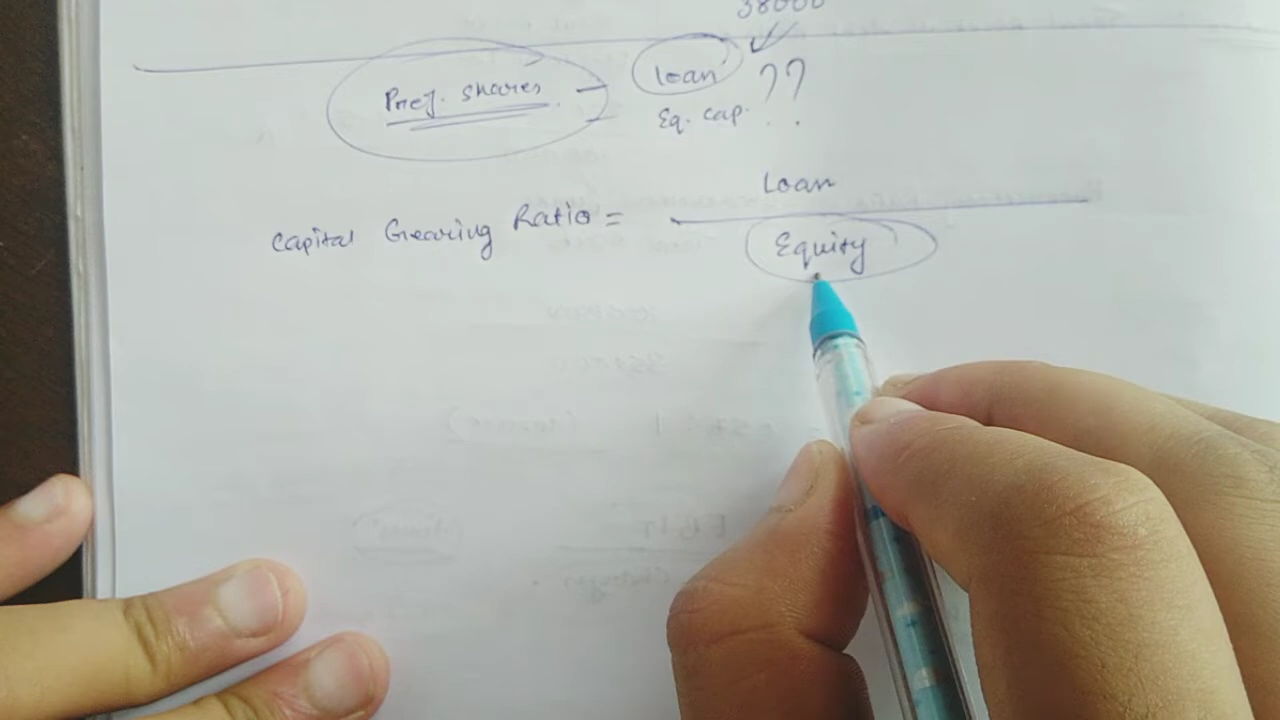 38000
Pref. shares loan ??
Eq. cap.
Loan
Capital Gearing Ratio =
Equity